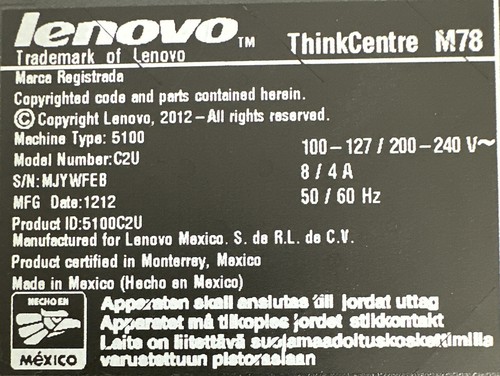 lenovo™ ThinkCentre M78
Trademark of Lenovo
Marca Registrada
Copyrighted code and parts contained herein.
© Copyright Lenovo, 2012 – All rights reserved.
Machine Type: 5100
100–127 / 200–240 V~
Model Number:C2U
8 / 4 A
S/N:MJYWFEB
50 / 60 Hz
MFG Date:1212
Product ID:5100C2U
Manufactured for Lenovo Mexico. S. de R.L. de C.V.
Product certified in Monterrey, Mexico
Made in Mexico (Hecho en Mexico)
HECHO EN
MÉXICO
Apparaten skall anslutas till jordat uttag
Apparatet må tilkoples jordet stikkontakt
Laite on liitettävä suojamaadoituskoskettimilla
varustettuun pistorasiaan